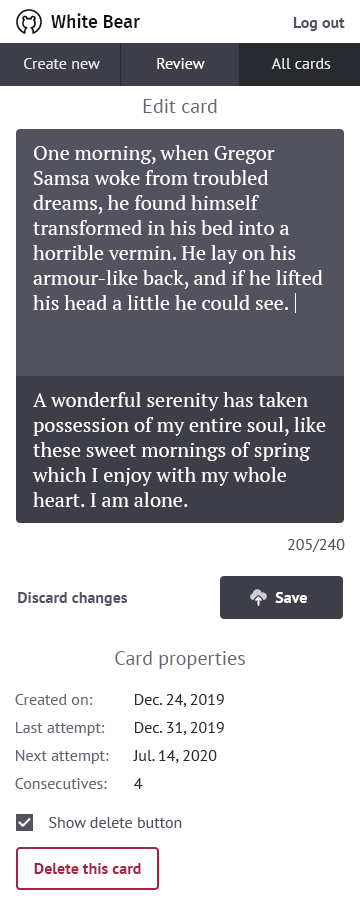 White Bear
Log out
Create new
Review
All cards
Edit card
One morning, when Gregor
Samsa woke from troubled
dreams, he found himself
transformed in his bed into a
horrible vermin. He lay on his
armour-like back, and if he lifted
his head a little he could see.
A wonderful serenity has taken
possession of my entire soul, like
these sweet mornings of spring
which I enjoy with my whole
heart. I am alone.
205/240
Discard changes
Save
Card properties
Created on: Dec. 24, 2019
Last attempt: Dec. 31, 2019
Next attempt: Jul. 14, 2020
Consecutives: 4
Show delete button
Delete this card